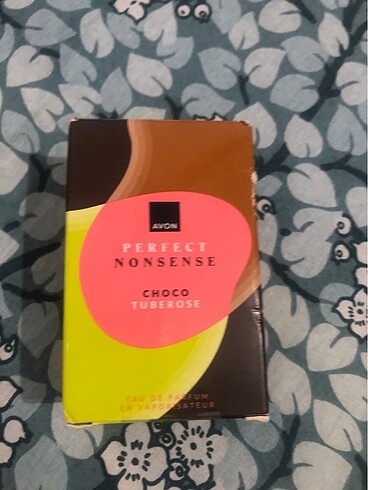 AVON
PERFECT
NONSENSE
CHOCO
TUBEROSE
EAU DE PARFUM
EN VAPORISATEUR